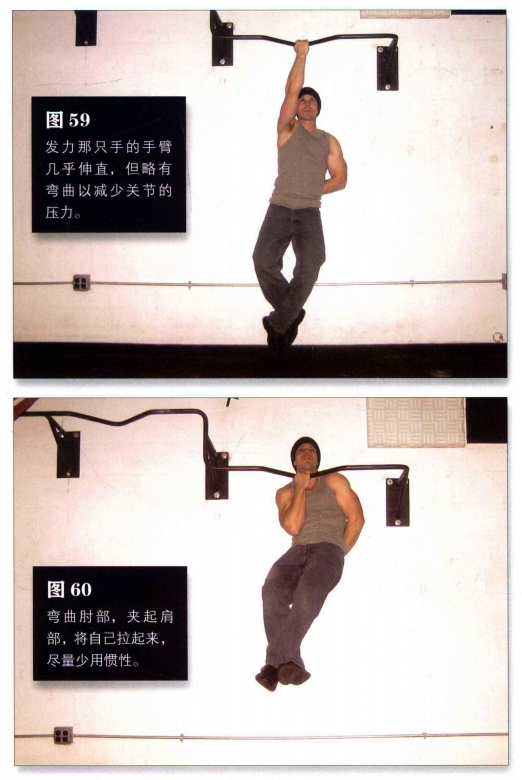 图 59
发力那只手的手臂
几乎伸直，但略有
弯曲以减少关节的
压力。
图 60
弯曲肘部，夹起肩
部，将自己拉起来，
尽量少用惯性。